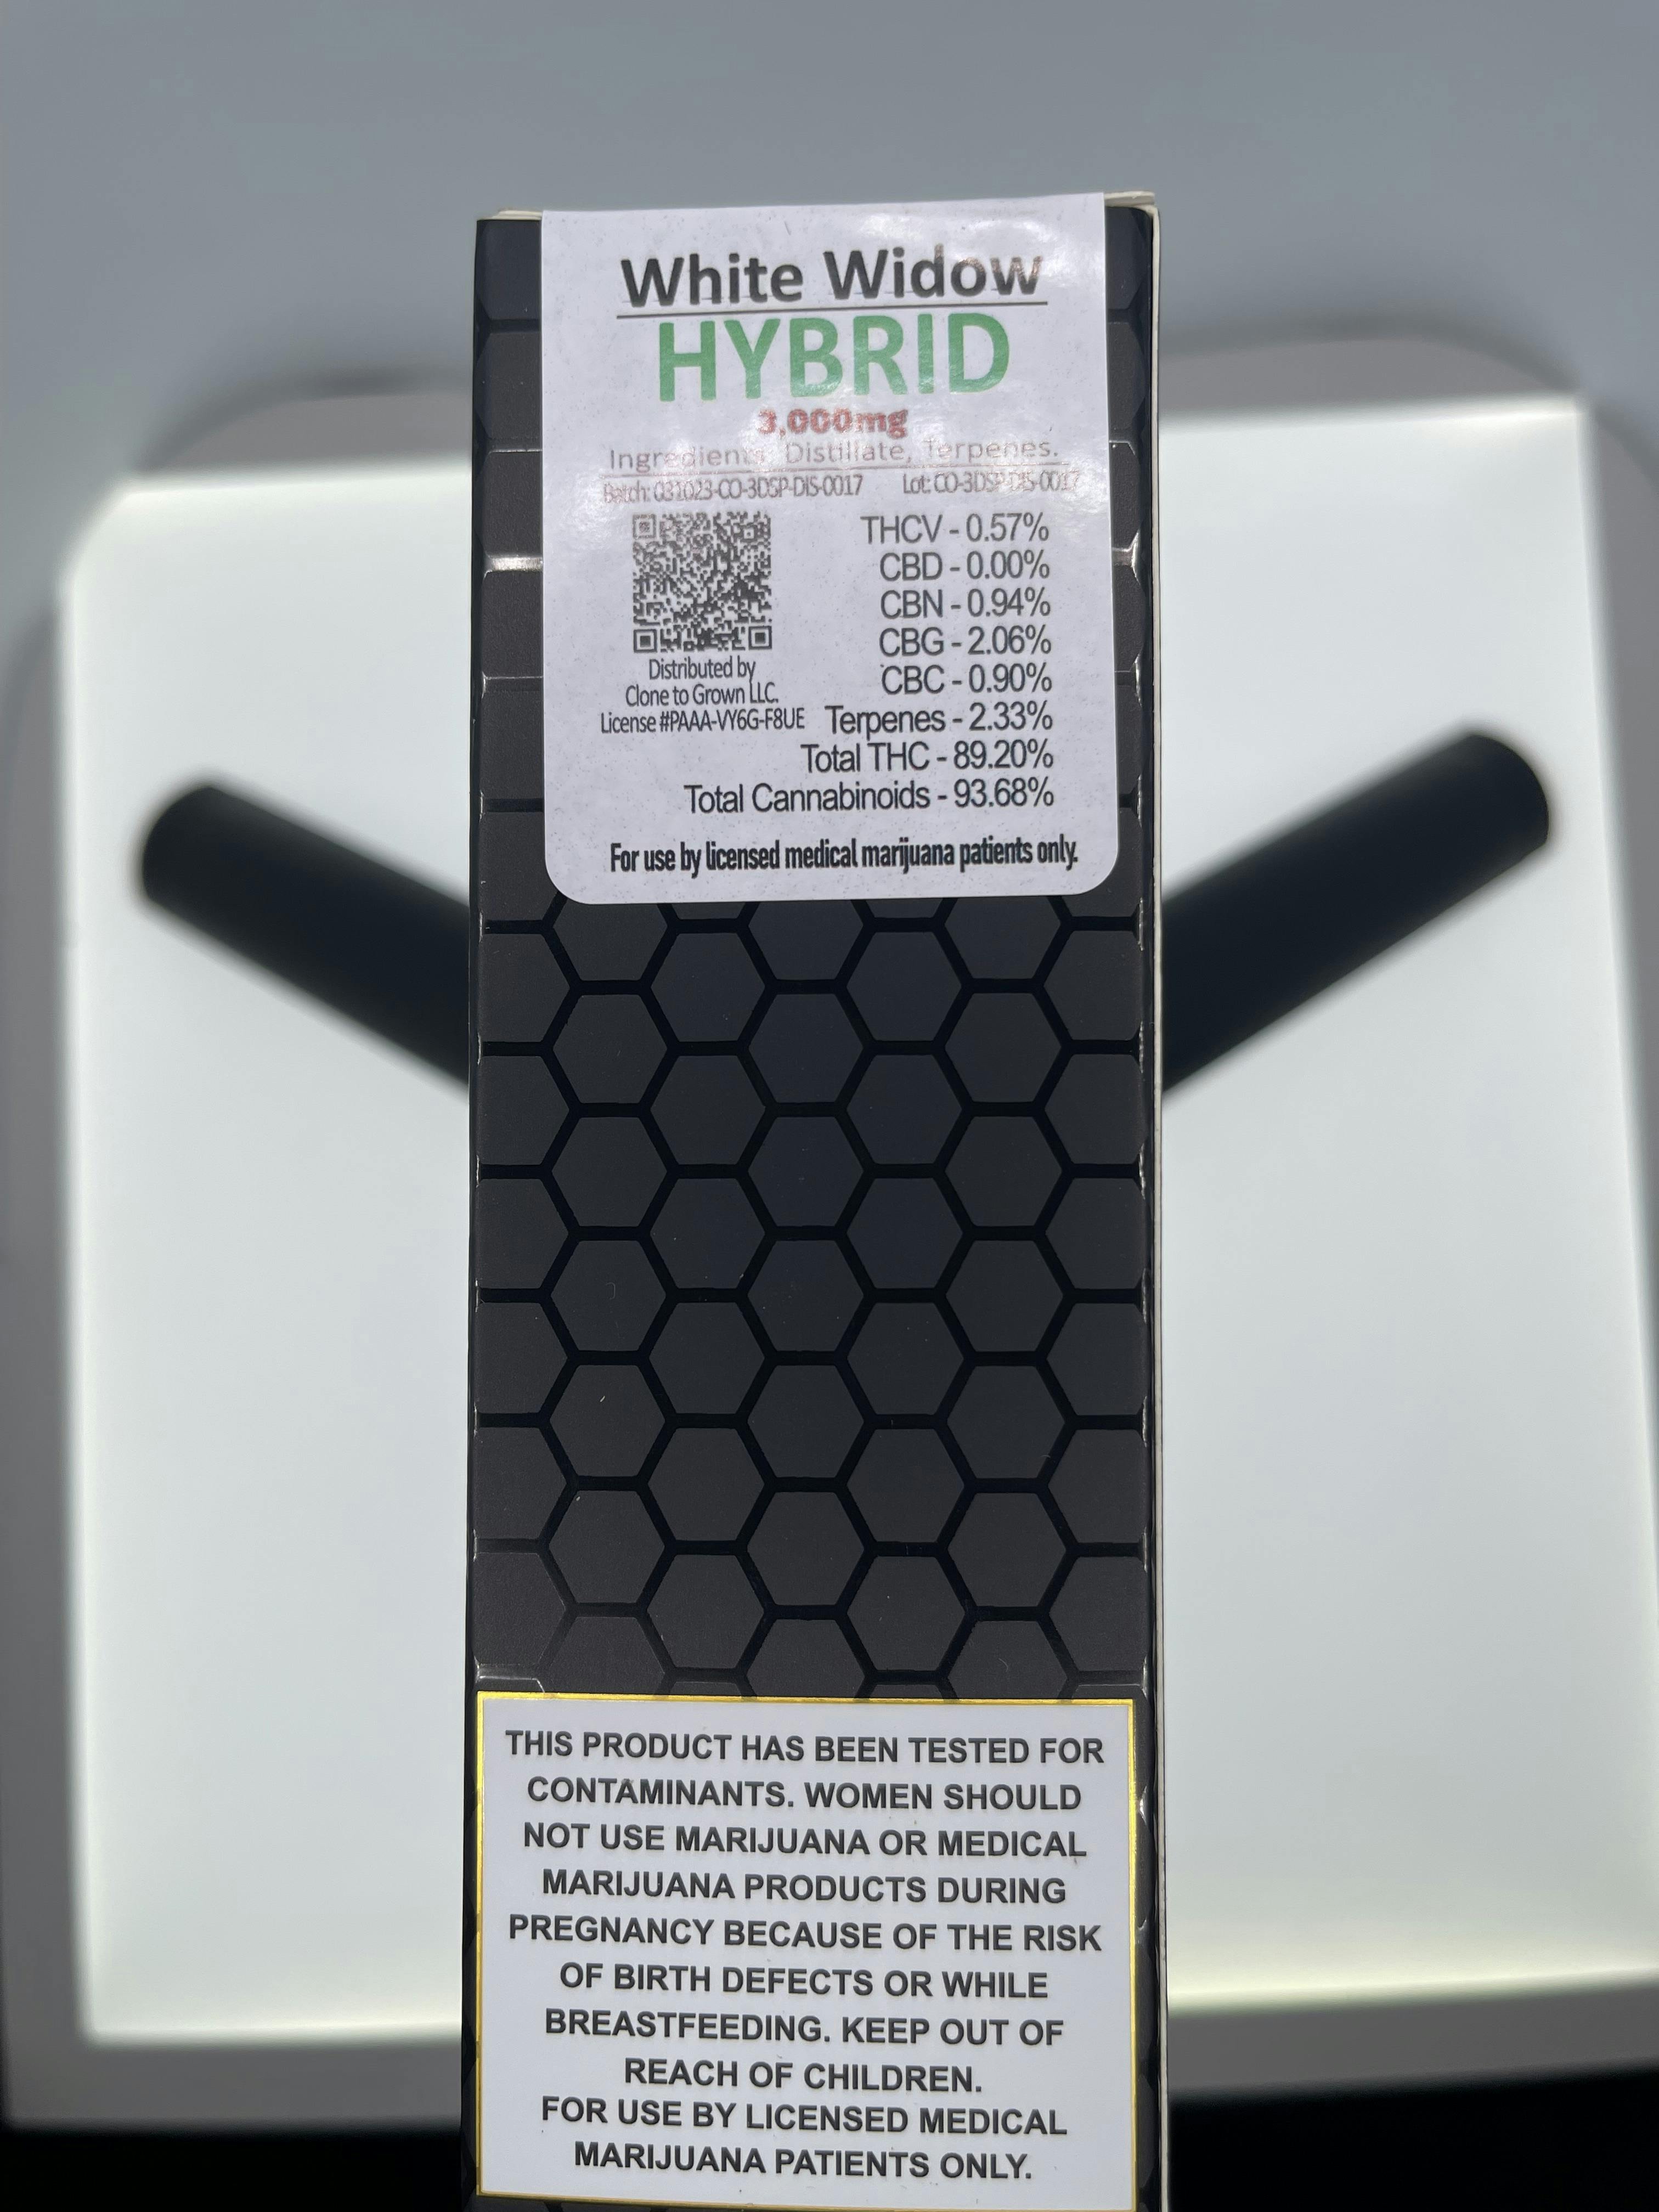 White Widow
HYBRID
3,000mg
Ingredients: Distillate, Terpenes.
Batch: 031023-CO-3DSP-DIS-0017 Lot: CO-3DSP-DIS-0017
THCV - 0.57%
CBD - 0.00%
CBN - 0.94%
CBG - 2.06%
CBC - 0.90%
Terpenes - 2.33%
Total THC - 89.20%
Total Cannabinoids - 93.68%
Distributed by
Clone to Grown LLC.
License #PAAA-VY6G-F8UE
For use by licensed medical marijuana patients only.
THIS PRODUCT HAS BEEN TESTED FOR
CONTAMINANTS. WOMEN SHOULD
NOT USE MARIJUANA OR MEDICAL
MARIJUANA PRODUCTS DURING
PREGNANCY BECAUSE OF THE RISK
OF BIRTH DEFECTS OR WHILE
BREASTFEEDING. KEEP OUT OF
REACH OF CHILDREN.
FOR USE BY LICENSED MEDICAL
MARIJUANA PATIENTS ONLY.